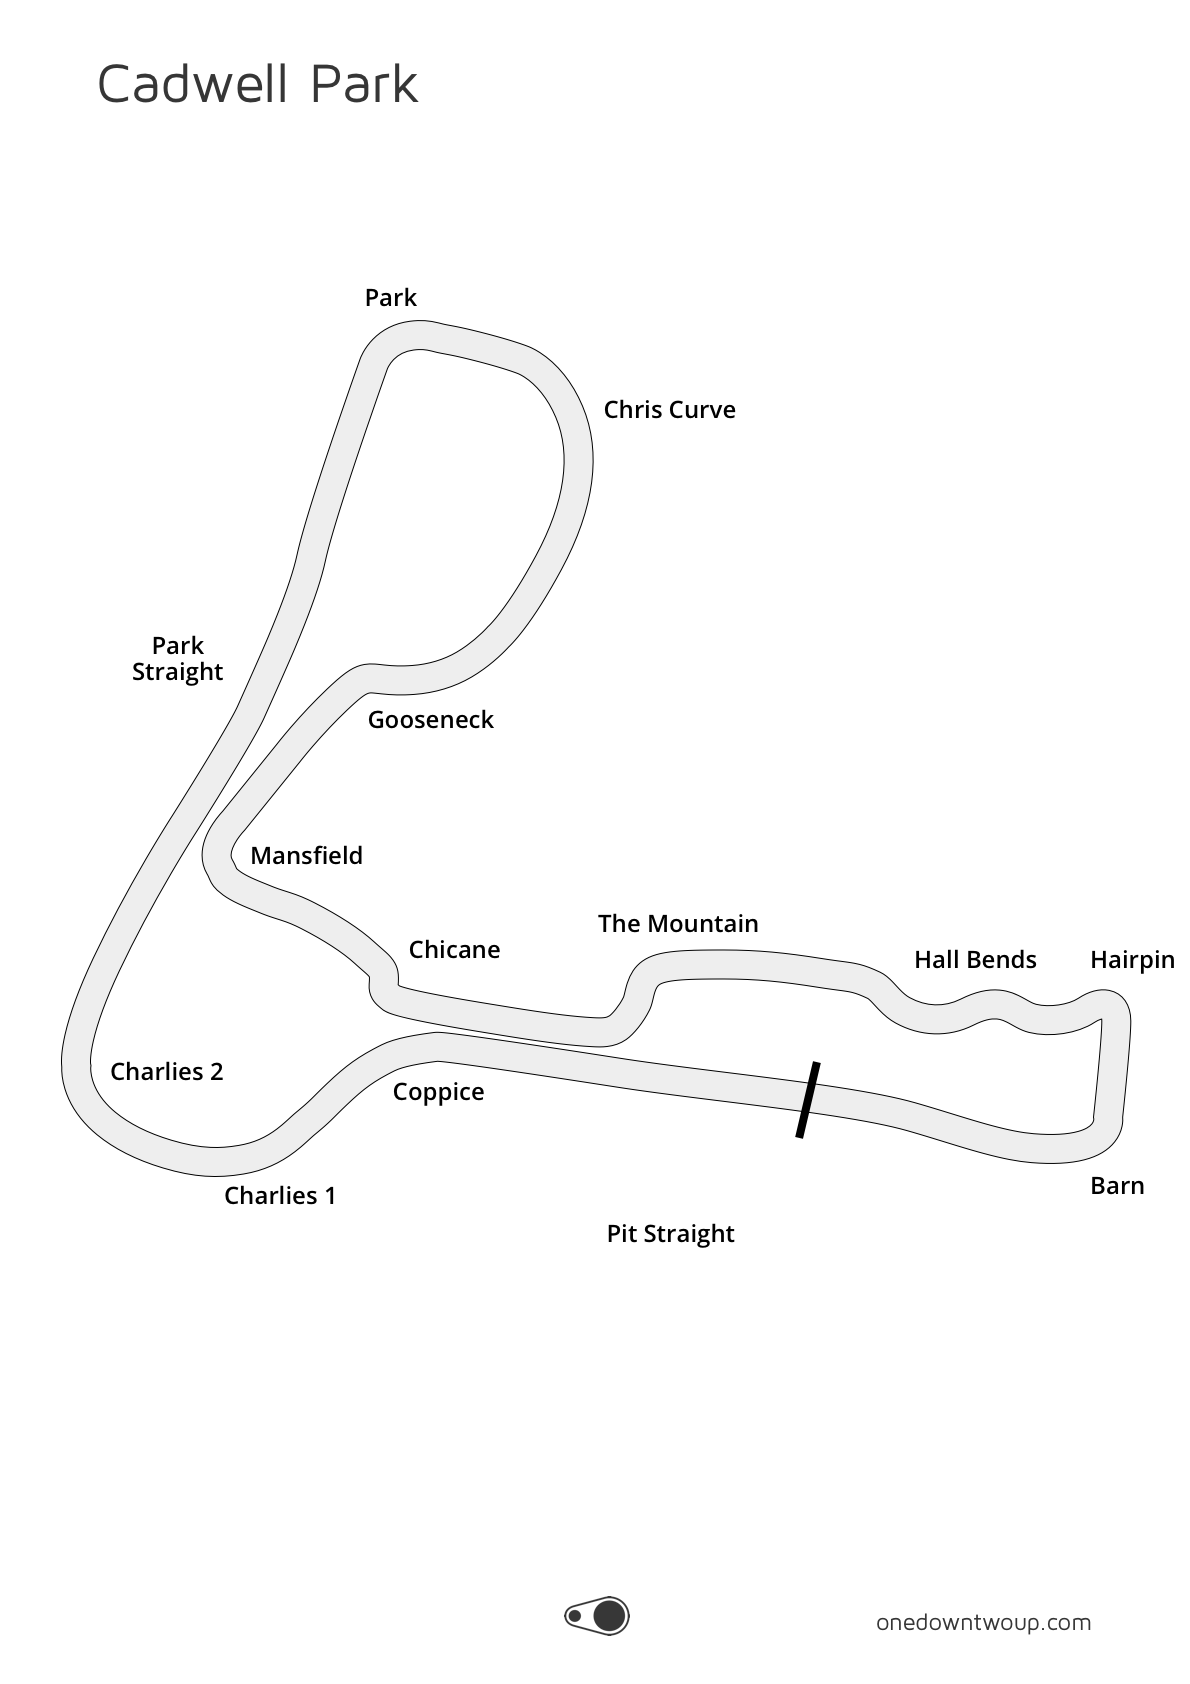 Cadwell Park
Park
Chris Curve
Park
Straight
Gooseneck
Mansfield
The Mountain
Chicane
Hall Bends
Hairpin
Charlies 2
Coppice
Barn
Charlies 1
Pit Straight
onedowntwoup.com